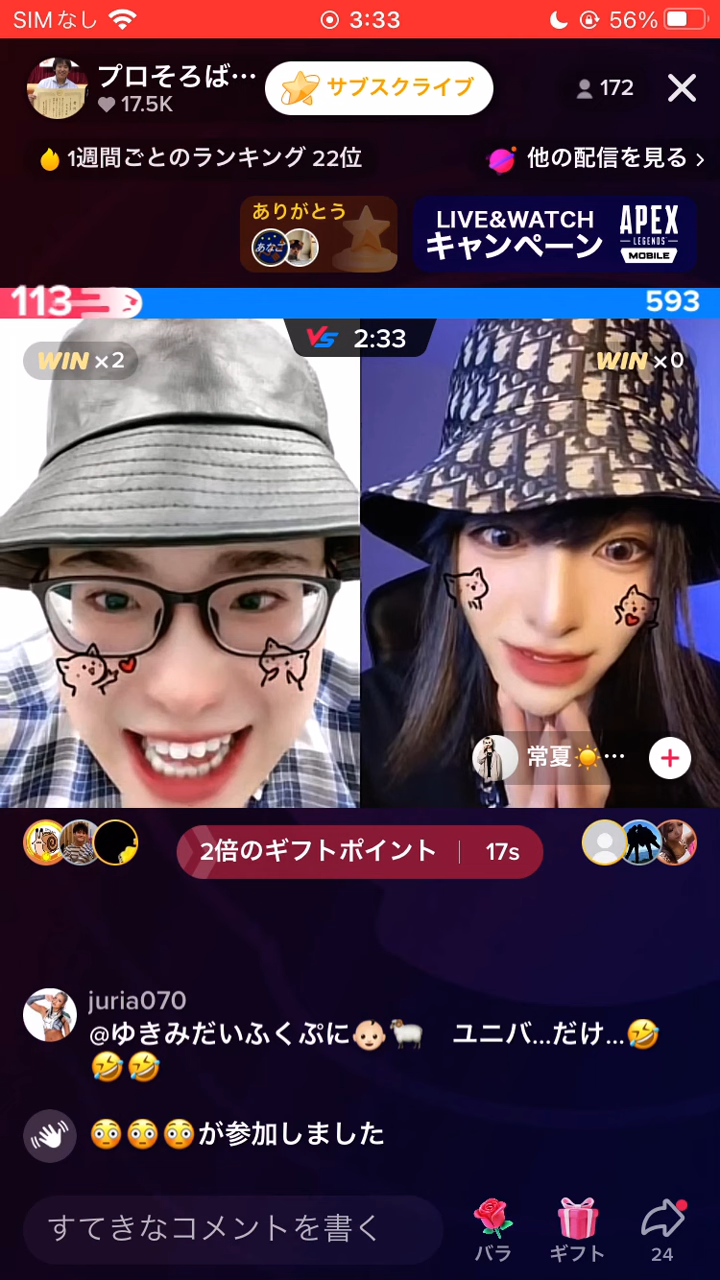 SIMなし
3:33
56%
プロそろば…
サブスクライブ
17.5K
172
1週間ごとのランキング 22位
他の配信を見る
ありがとう
あなご
LIVE&WATCH
キャンペーン
APEX
LEGENDS
MOBILE
113
593
VS 2:33
WIN ×2
WIN ×0
常夏☀️…
2倍のギフトポイント
17s
juria070
@ゆきみだいふくぷに👶🏻🐏 ユニバ…だけ…🤣
🤣🤣
😳😳😳が参加しました
すてきなコメントを書く
バラ
ギフト
24